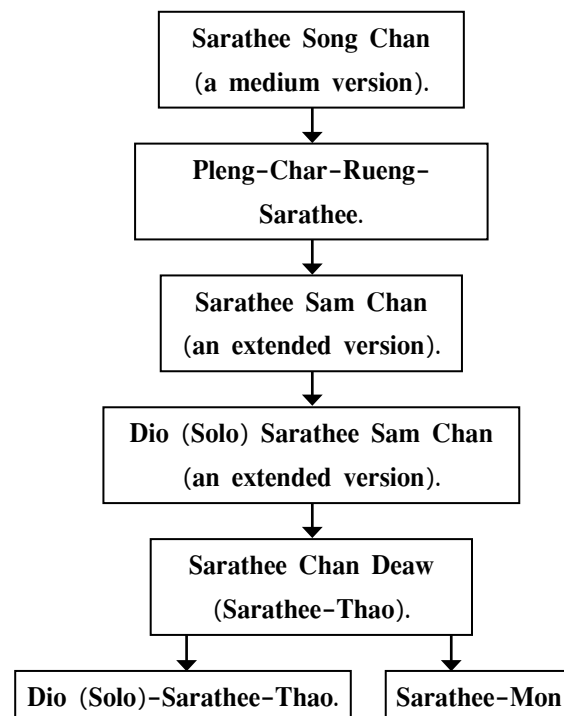 Sarathee Song Chan
(a medium version).
Pleng-Char-Rueng-
Sarathee.
Sarathee Sam Chan
(an extended version).
Dio (Solo) Sarathee Sam Chan
(an extended version).
Sarathee Chan Deaw
(Sarathee-Thao).
Dio (Solo)-Sarathee-Thao.
Sarathee-Mon